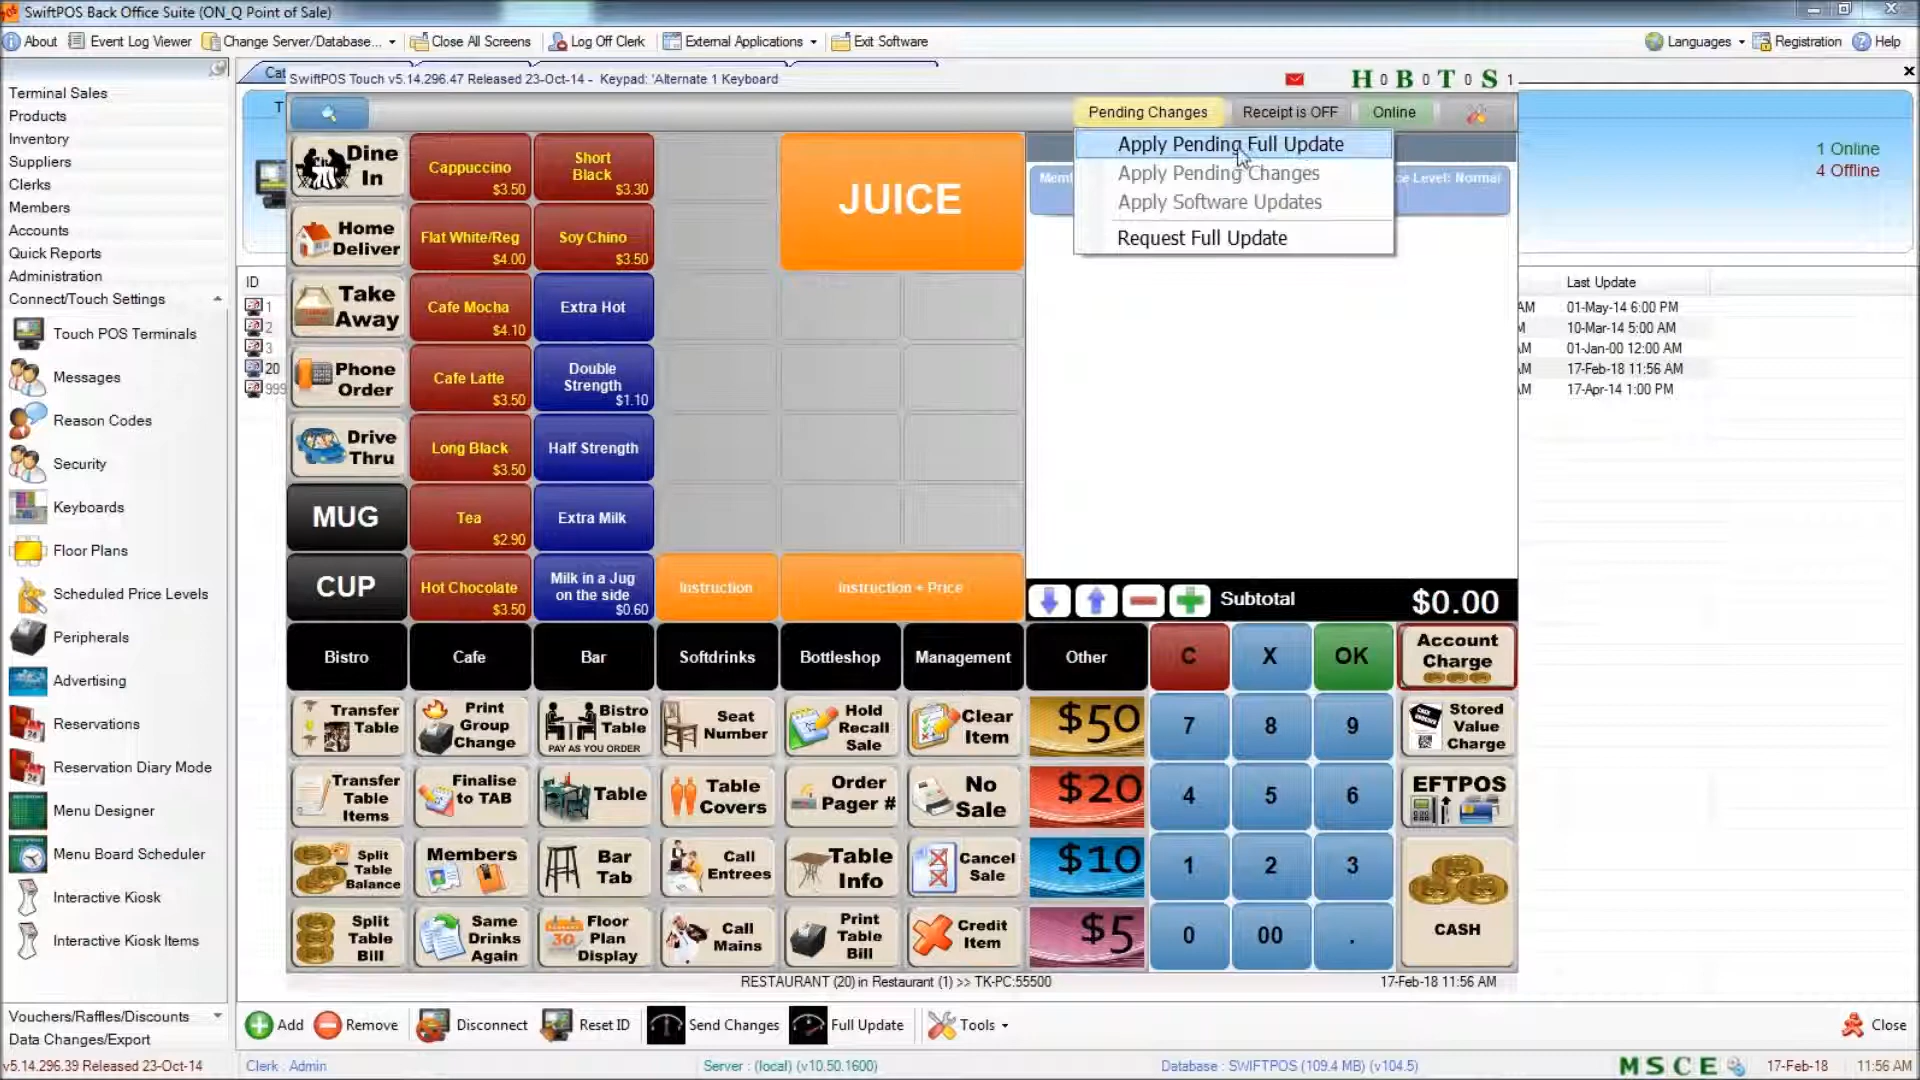 SwiftPOS Back Office Suite (ON_Q Point of Sale)
About Event Log Viewer Change Server/Database... Close All Screens Log Off Clerk External Applications Exit Software Languages Registration Help
Terminal Sales
Products
Inventory
Suppliers
Clerks
Members
Accounts
Quick Reports
Administration
Connect/Touch Settings
Touch POS Terminals
Messages
Reason Codes
Security
Keyboards
Floor Plans
Scheduled Price Levels
Peripherals
Advertising
Reservations
Reservation Diary Mode
Menu Designer
Menu Board Scheduler
Interactive Kiosk
Interactive Kiosk Items
Vouchers/Raffles/Discounts
Data Changes/Export
SwiftPOS Touch v5.14.296.47 Released 23-Oct-14 - Keypad: 'Alternate 1 Keyboard
H 0 B 0 T 0 S 1
Pending Changes Receipt is OFF Online
Apply Pending Full Update
Apply Pending Changes
Apply Software Updates
Request Full Update
ce Level: Normal
1 Online
4 Offline
ID
1
2
3
20
999
Last Update
01-May-14 6:00 PM
10-Mar-14 5:00 AM
01-Jan-00 12:00 AM
17-Feb-18 11:56 AM
17-Apr-14 1:00 PM
Dine In
Cappuccino $3.50
Short Black $3.30
JUICE
Home Deliver
Flat White/Reg $4.00
Soy Chino $3.50
Take Away
Cafe Mocha $4.10
Extra Hot
Phone Order
Cafe Latte $3.50
Double Strength $1.10
Drive Thru
Long Black $3.50
Half Strength
MUG
Tea $2.90
Extra Milk
CUP
Hot Chocolate $3.50
Milk in a Jug on the side $0.60
Instruction
Instruction + Price
Subtotal $0.00
Bistro Cafe Bar Softdrinks Bottleshop Management Other C X OK
Account Charge
Transfer Table
Print Group Change
Bistro Table PAY AS YOU ORDER
Seat Number
Hold Recall Sale
Clear Item
$50 7 8 9
Stored Value Charge
Transfer Table Items
Finalise to TAB
Table
Table Covers
Order Pager #
No Sale
$20 4 5 6
EFTPOS
Split Table Balance
Members
Bar Tab
Call Entrees
Table Info
Cancel Sale
$10 1 2 3
CASH
Split Table Bill
Same Drinks Again
Floor Plan Display
Call Mains
Print Table Bill
Credit Item
$5 0 00 .
RESTAURANT (20) in Restaurant (1) >> TK-PC:55500 17-Feb-18 11:56 AM
Add Remove Disconnect Reset ID Send Changes Full Update Tools Close
v5.14.296.39 Released 23-Oct-14 Clerk : Admin Server : (local) (v10.50.1600) Database : SWIFTPOS (109.4 MB) (v104.5) M S C E 17-Feb-18 11:56 AM